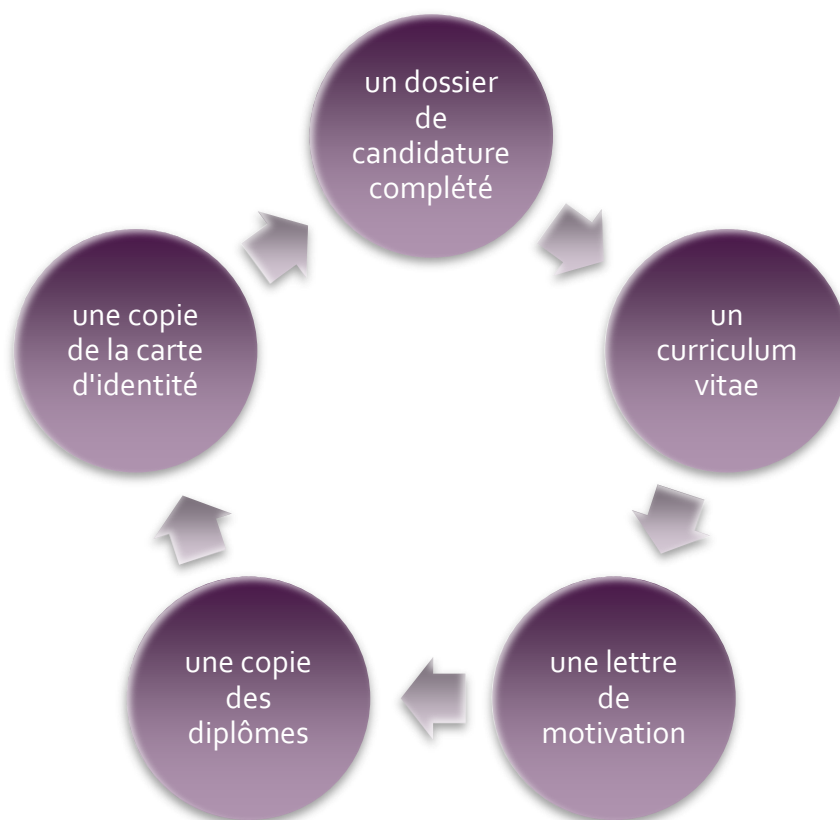 un dossier
de
candidature
complété
un
curriculum
vitae
une lettre
de
motivation
une copie
des
diplômes
une copie
de la carte
d'identité